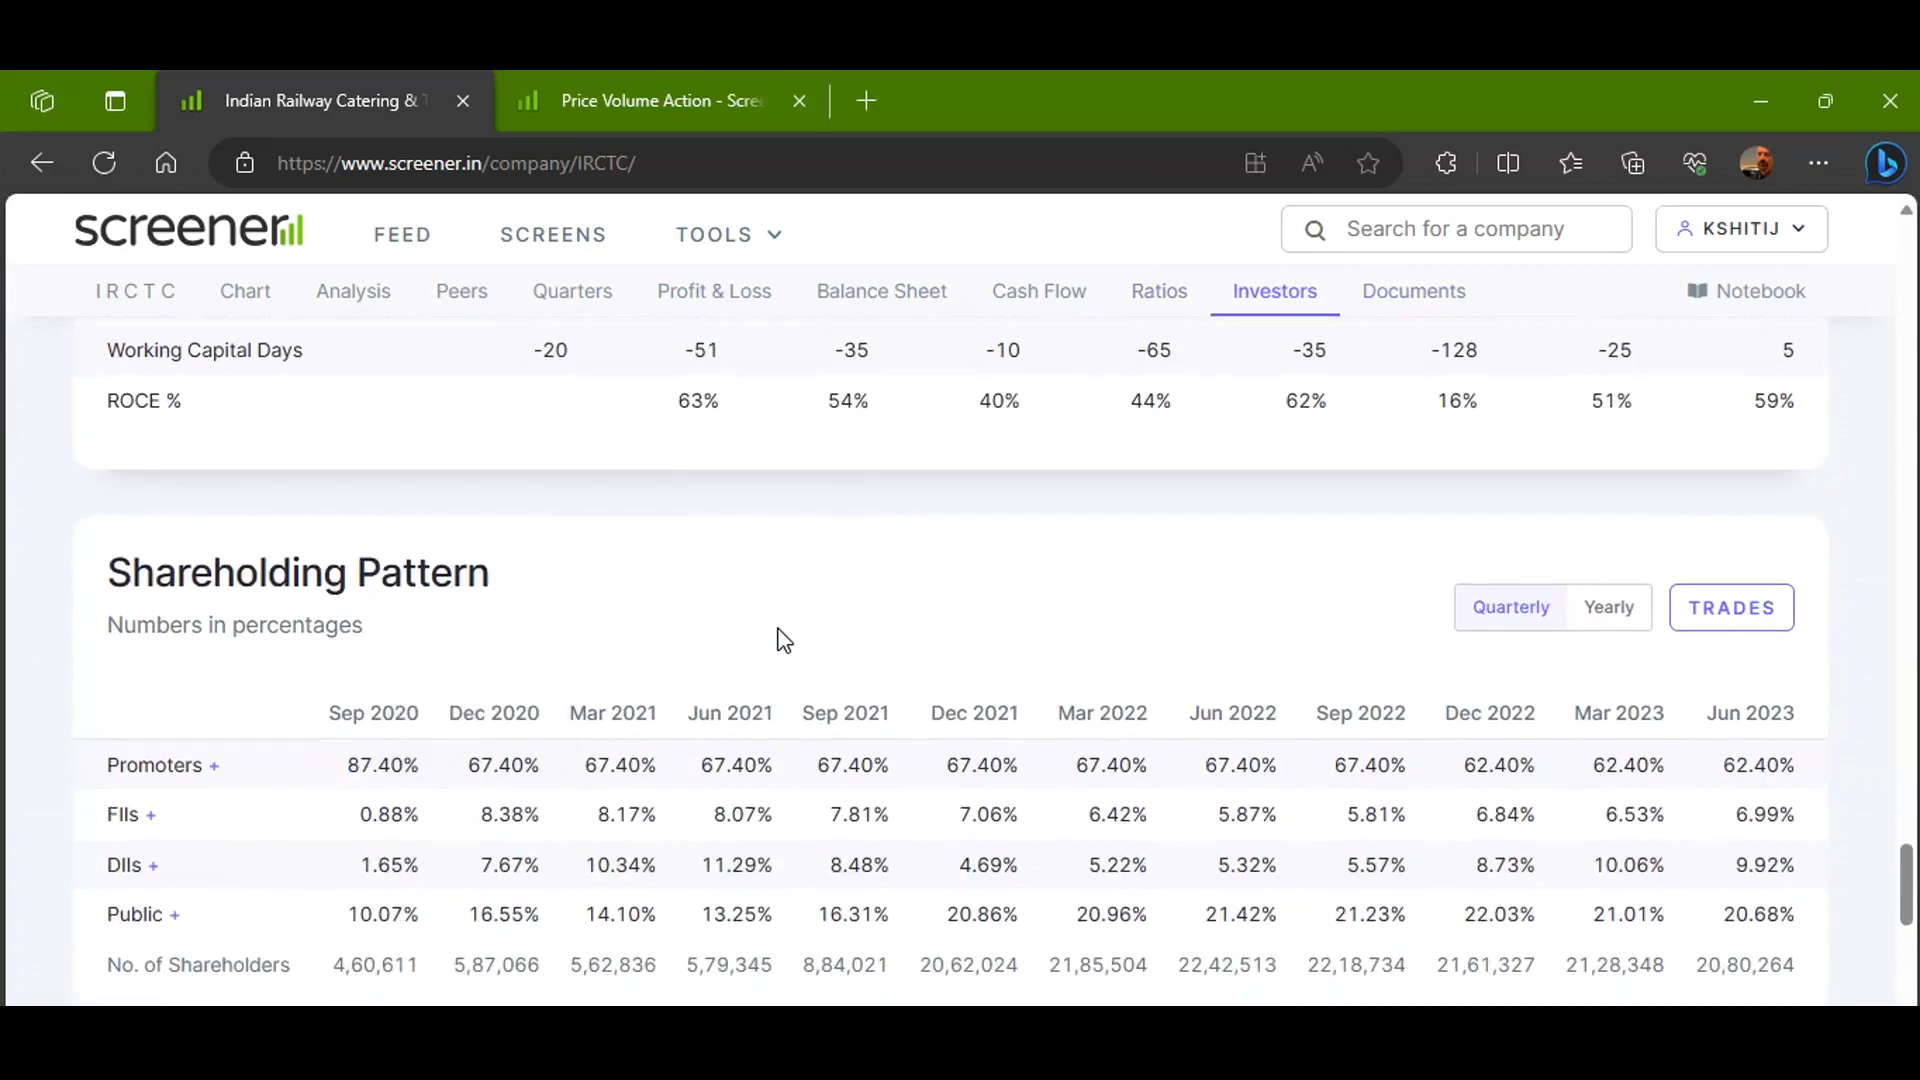 Indian Railway Catering & T
Price Volume Action - Scree
https://www.screener.in/company/IRCTC/
screener
FEED SCREENS TOOLS
Search for a company
KSHITIJ
I R C T C Chart Analysis Peers Quarters Profit & Loss Balance Sheet Cash Flow Ratios Investors Documents Notebook
Working Capital Days -20 -51 -35 -10 -65 -35 -128 -25 5
ROCE % 63% 54% 40% 44% 62% 16% 51% 59%
Shareholding Pattern
Numbers in percentages
Quarterly Yearly TRADES
Sep 2020 Dec 2020 Mar 2021 Jun 2021 Sep 2021 Dec 2021 Mar 2022 Jun 2022 Sep 2022 Dec 2022 Mar 2023 Jun 2023
Promoters + 87.40% 67.40% 67.40% 67.40% 67.40% 67.40% 67.40% 67.40% 67.40% 62.40% 62.40% 62.40%
FIIs + 0.88% 8.38% 8.17% 8.07% 7.81% 7.06% 6.42% 5.87% 5.81% 6.84% 6.53% 6.99%
DIIs + 1.65% 7.67% 10.34% 11.29% 8.48% 4.69% 5.22% 5.32% 5.57% 8.73% 10.06% 9.92%
Public + 10.07% 16.55% 14.10% 13.25% 16.31% 20.86% 20.96% 21.42% 21.23% 22.03% 21.01% 20.68%
No. of Shareholders 4,60,611 5,87,066 5,62,836 5,79,345 8,84,021 20,62,024 21,85,504 22,42,513 22,18,734 21,61,327 21,28,348 20,80,264